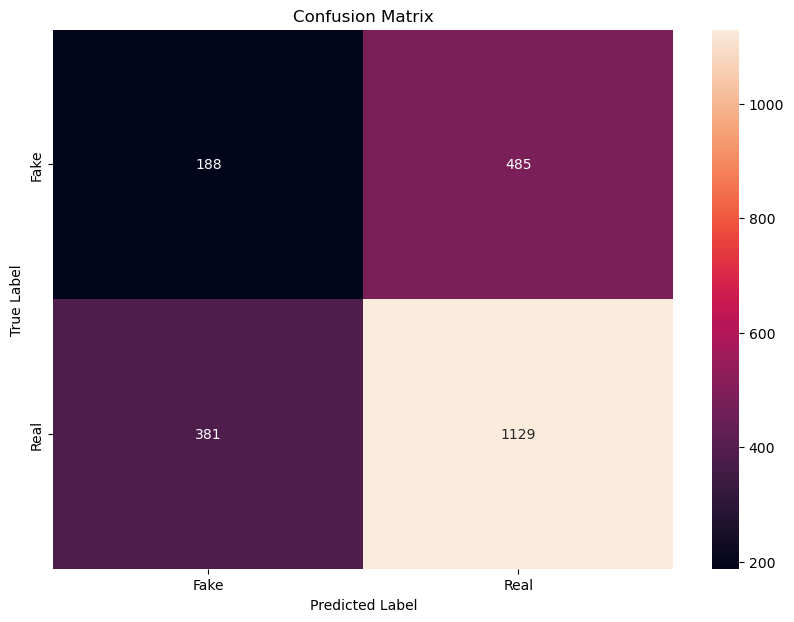 Confusion Matrix
Fake
188
485
Real
381
1129
True Label
Fake
Real
Predicted Label
1000
800
600
400
200